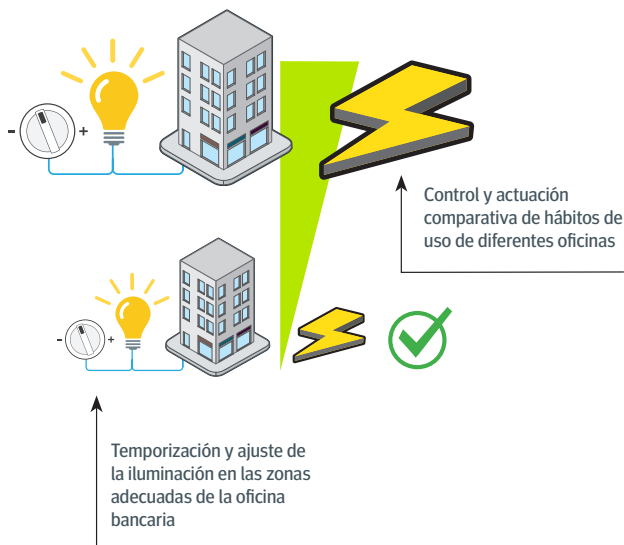 - +
Control y actuación
comparativa de hábitos de
uso de diferentes oficinas
- +
Temporización y ajuste de
la iluminación en las zonas
adecuadas de la oficina
bancaria